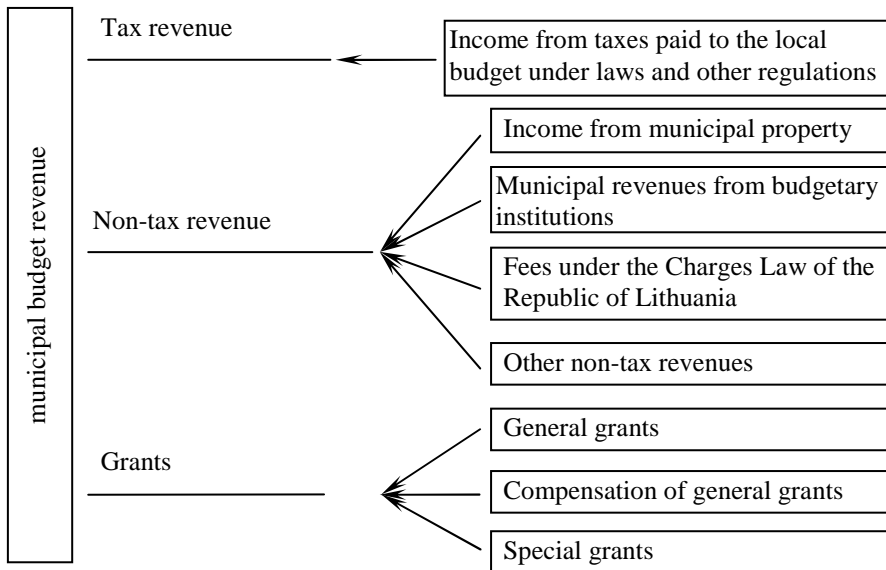 municipal budget revenue
Tax revenue
Income from taxes paid to the local
budget under laws and other regulations
Non-tax revenue
Income from municipal property
Municipal revenues from budgetary
institutions
Fees under the Charges Law of the
Republic of Lithuania
Other non-tax revenues
Grants
General grants
Compensation of general grants
Special grants